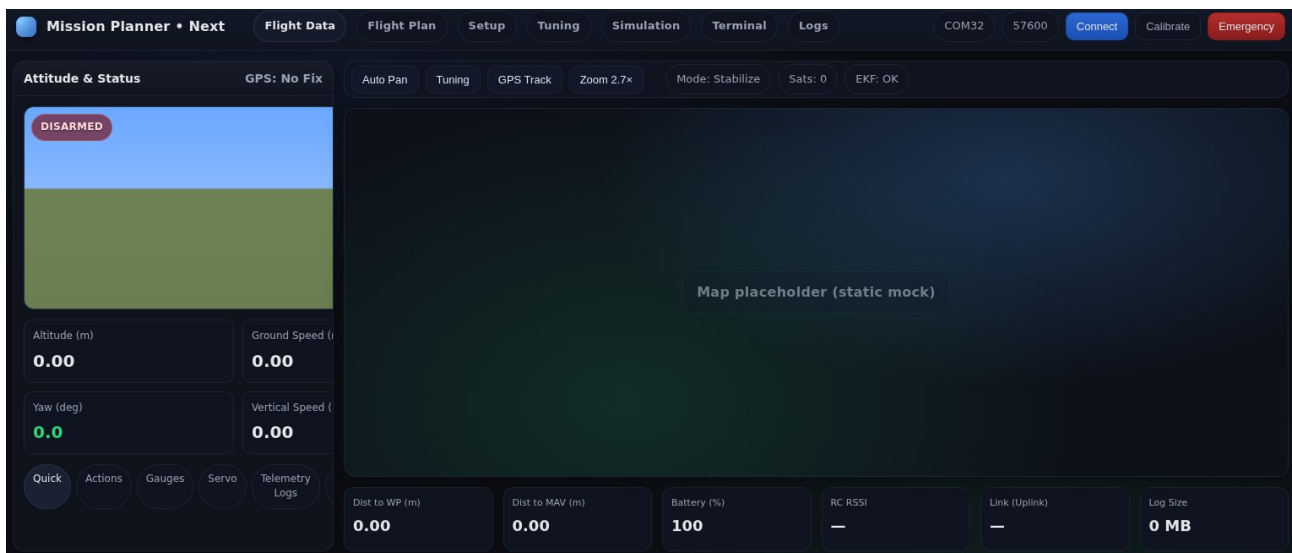 Mission Planner • Next
Flight Data
Flight Plan
Setup
Tuning
Simulation
Terminal
Logs
COM32
57600
Connect
Calibrate
Emergency
Attitude & Status
GPS: No Fix
DISARMED
Altitude (m)
0.00
Ground Speed (
0.00
Yaw (deg)
0.0
Vertical Speed (
0.00
Quick
Actions
Gauges
Servo
Telemetry
Logs
Auto Pan
Tuning
GPS Track
Zoom 2.7×
Mode: Stabilize
Sats: 0
EKF: OK
Map placeholder (static mock)
Dist to WP (m)
0.00
Dist to MAV (m)
0.00
Battery (%)
100
RC RSSI
—
Link (Uplink)
—
Log Size
0 MB